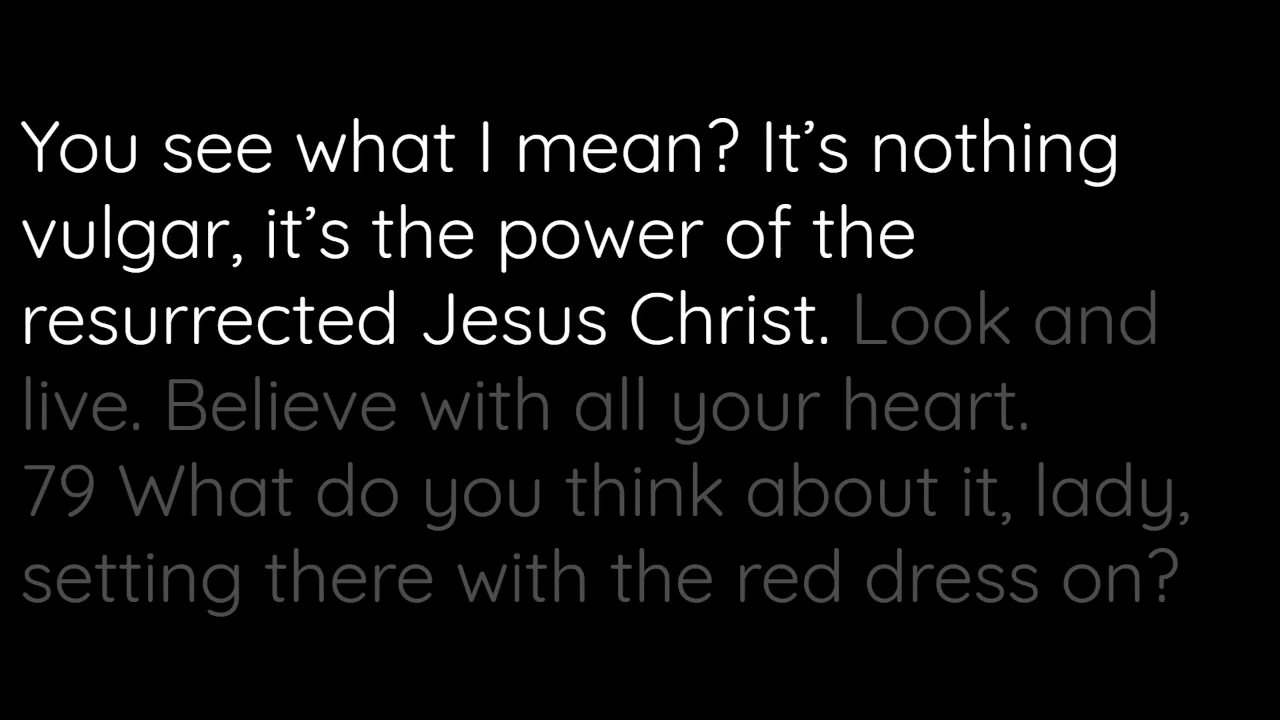 You see what I mean? It’s nothing
vulgar, it’s the power of the
resurrected Jesus Christ. Look and
live. Believe with all your heart.
79 What do you think about it, lady,
setting there with the red dress on?